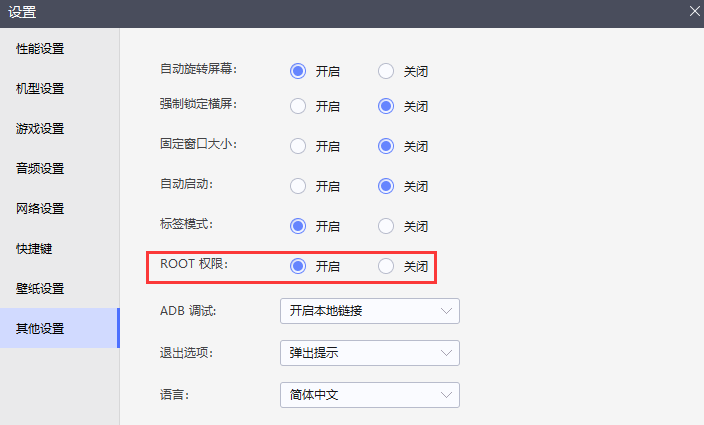 设置
性能设置
机型设置
游戏设置
音频设置
网络设置
快捷键
壁纸设置
其他设置
自动旋转屏幕: 开启 关闭
强制锁定横屏: 开启 关闭
固定窗口大小: 开启 关闭
自动启动: 开启 关闭
标签模式: 开启 关闭
ROOT 权限: 开启 关闭
ADB 调试: 开启本地链接
退出选项: 弹出提示
语言: 简体中文